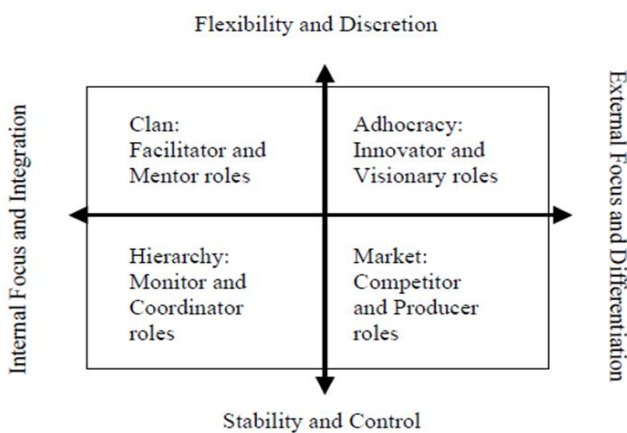 Flexibility and Discretion
Internal Focus and Integration
Clan:
Facilitator and
Mentor roles
Adhocracy:
Innovator and
Visionary roles
External Focus and Differentiation
Hierarchy:
Monitor and
Coordinator
roles
Market:
Competitor
and Producer
roles
Stability and Control